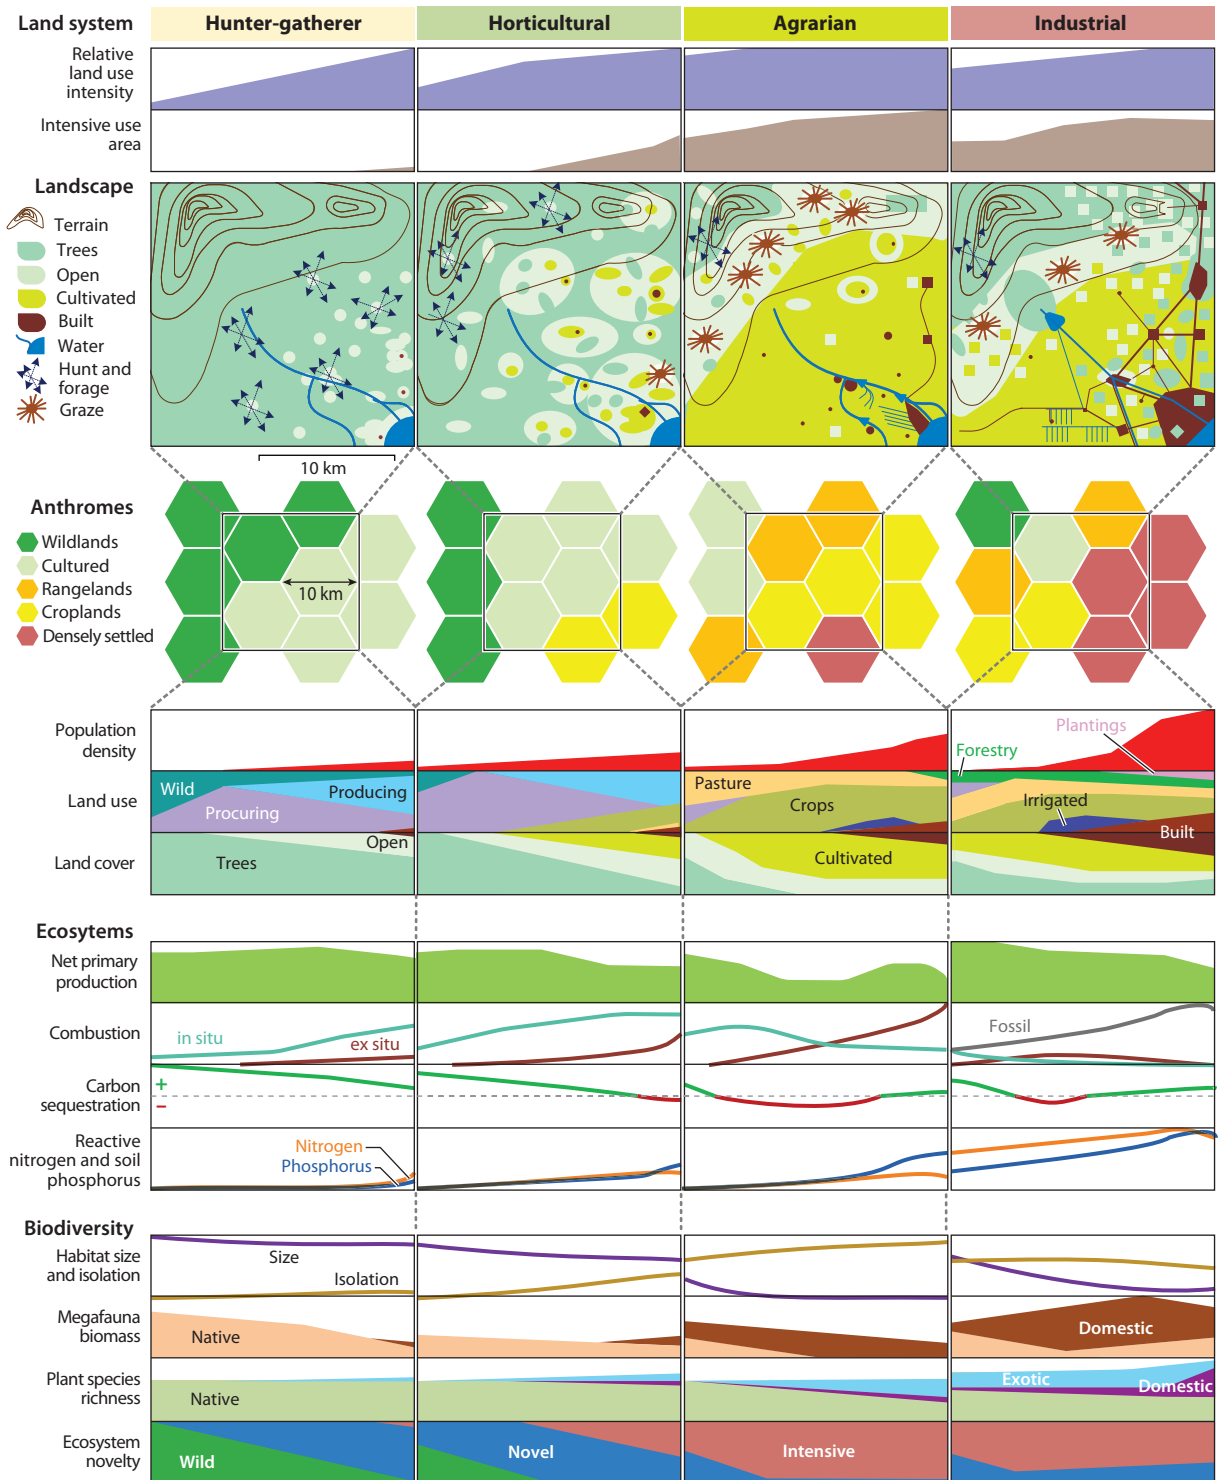 Land system
Hunter-gatherer
Horticultural
Agrarian
Industrial
Relative
land use
intensity
Intensive use
area
Landscape
Terrain
Trees
Open
Cultivated
Built
Water
Hunt and
forage
Graze
10 km
Anthromes
Wildlands
Cultured
Rangelands
Croplands
Densely settled
10 km
Population
density
Plantings
Forestry
Land use
Wild
Producing
Procuring
Pasture
Crops
Irrigated
Built
Land cover
Open
Trees
Cultivated
Ecosytems
Net primary
production
Combustion
in situ
ex situ
Fossil
Carbon
sequestration
+
–
Reactive
nitrogen and soil
phosphorus
Nitrogen
Phosphorus
Biodiversity
Habitat size
and isolation
Size
Isolation
Megafauna
biomass
Native
Domestic
Plant species
richness
Native
Exotic
Domestic
Ecosystem
novelty
Wild
Novel
Intensive